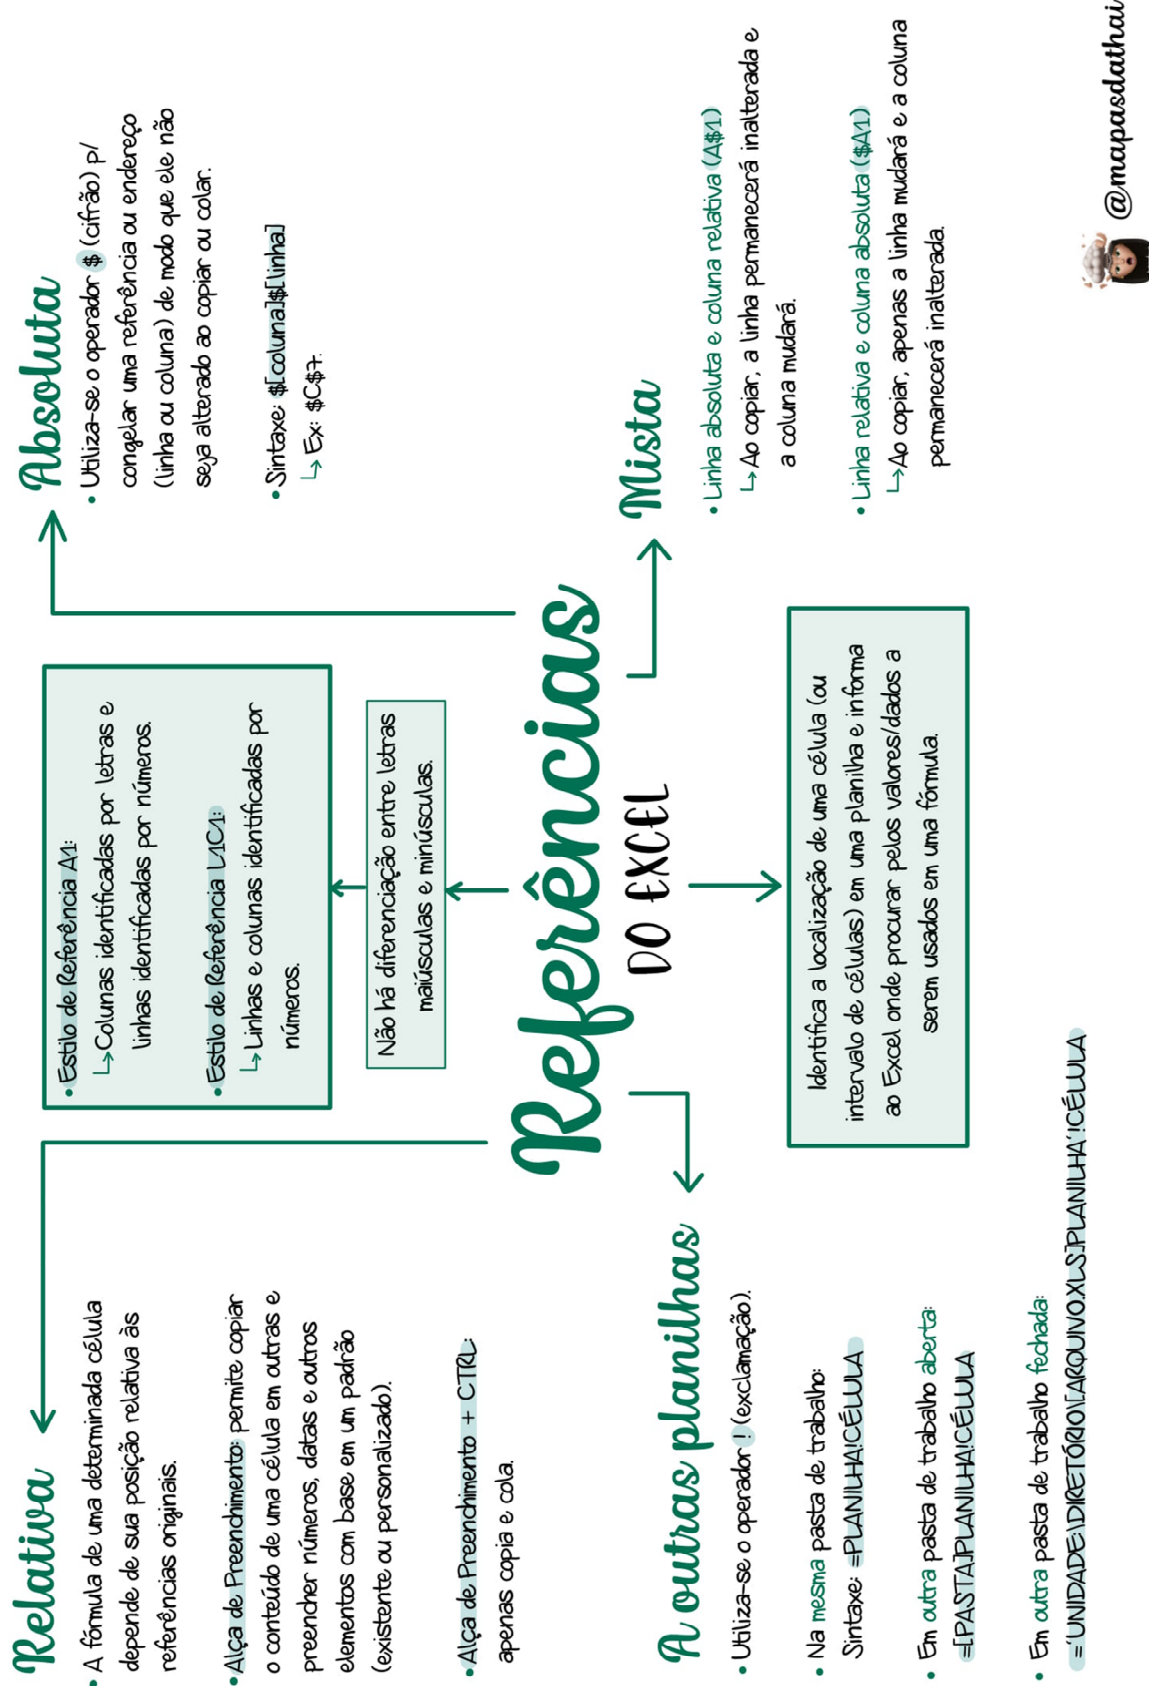 Relativa
• A fórmula de uma determinada célula
depende de sua posição relativa às
referências originais.
• Alça de Preenchimento: permite copiar
o conteúdo de uma célula em outras e
preencher números, datas e outros
elementos com base em um padrão
(existente ou personalizado).
• Alça de Preenchimento + CTRL:
apenas copia e cola.
• Estilo de Referência A1:
↳ Colunas identificadas por letras e
linhas identificadas por números.
• Estilo de Referência L1C1:
↳ Linhas e colunas identificadas por
números.
Não há diferenciação entre letras
maiúsculas e minúsculas.
Absoluta
• Utiliza-se o operador $ (cifrão) p/
congelar uma referência ou endereço
(linha ou coluna) de modo que ele não
seja alterado ao copiar ou colar.
• Sintaxe: $[coluna]$[linha]
↳ Ex: $C$7.
Referências
DO EXCEL
A outras planilhas
• Utiliza-se o operador ! (exclamação).
• Na mesma pasta de trabalho:
Sintaxe: =PLANILHA!CÉLULA
• Em outra pasta de trabalho aberta:
=[PASTA]PLANILHA!CÉLULA
• Em outra pasta de trabalho fechada:
='UNIDADE:\DIRETÓRIO\[ARQUIVO.XLS]PLANILHA'!CÉLULA
Identifica a localização de uma célula (ou
intervalo de células) em uma planilha e informa
ao Excel onde procurar pelos valores/dados a
serem usados em uma fórmula.
Mista
• Linha absoluta e coluna relativa (A$1)
↳ Ao copiar, a linha permanecerá inalterada e
a coluna mudará.
• Linha relativa e coluna absoluta ($A1)
↳ Ao copiar, apenas a linha mudará e a coluna
permanecerá inalterada.
@mapasdathai